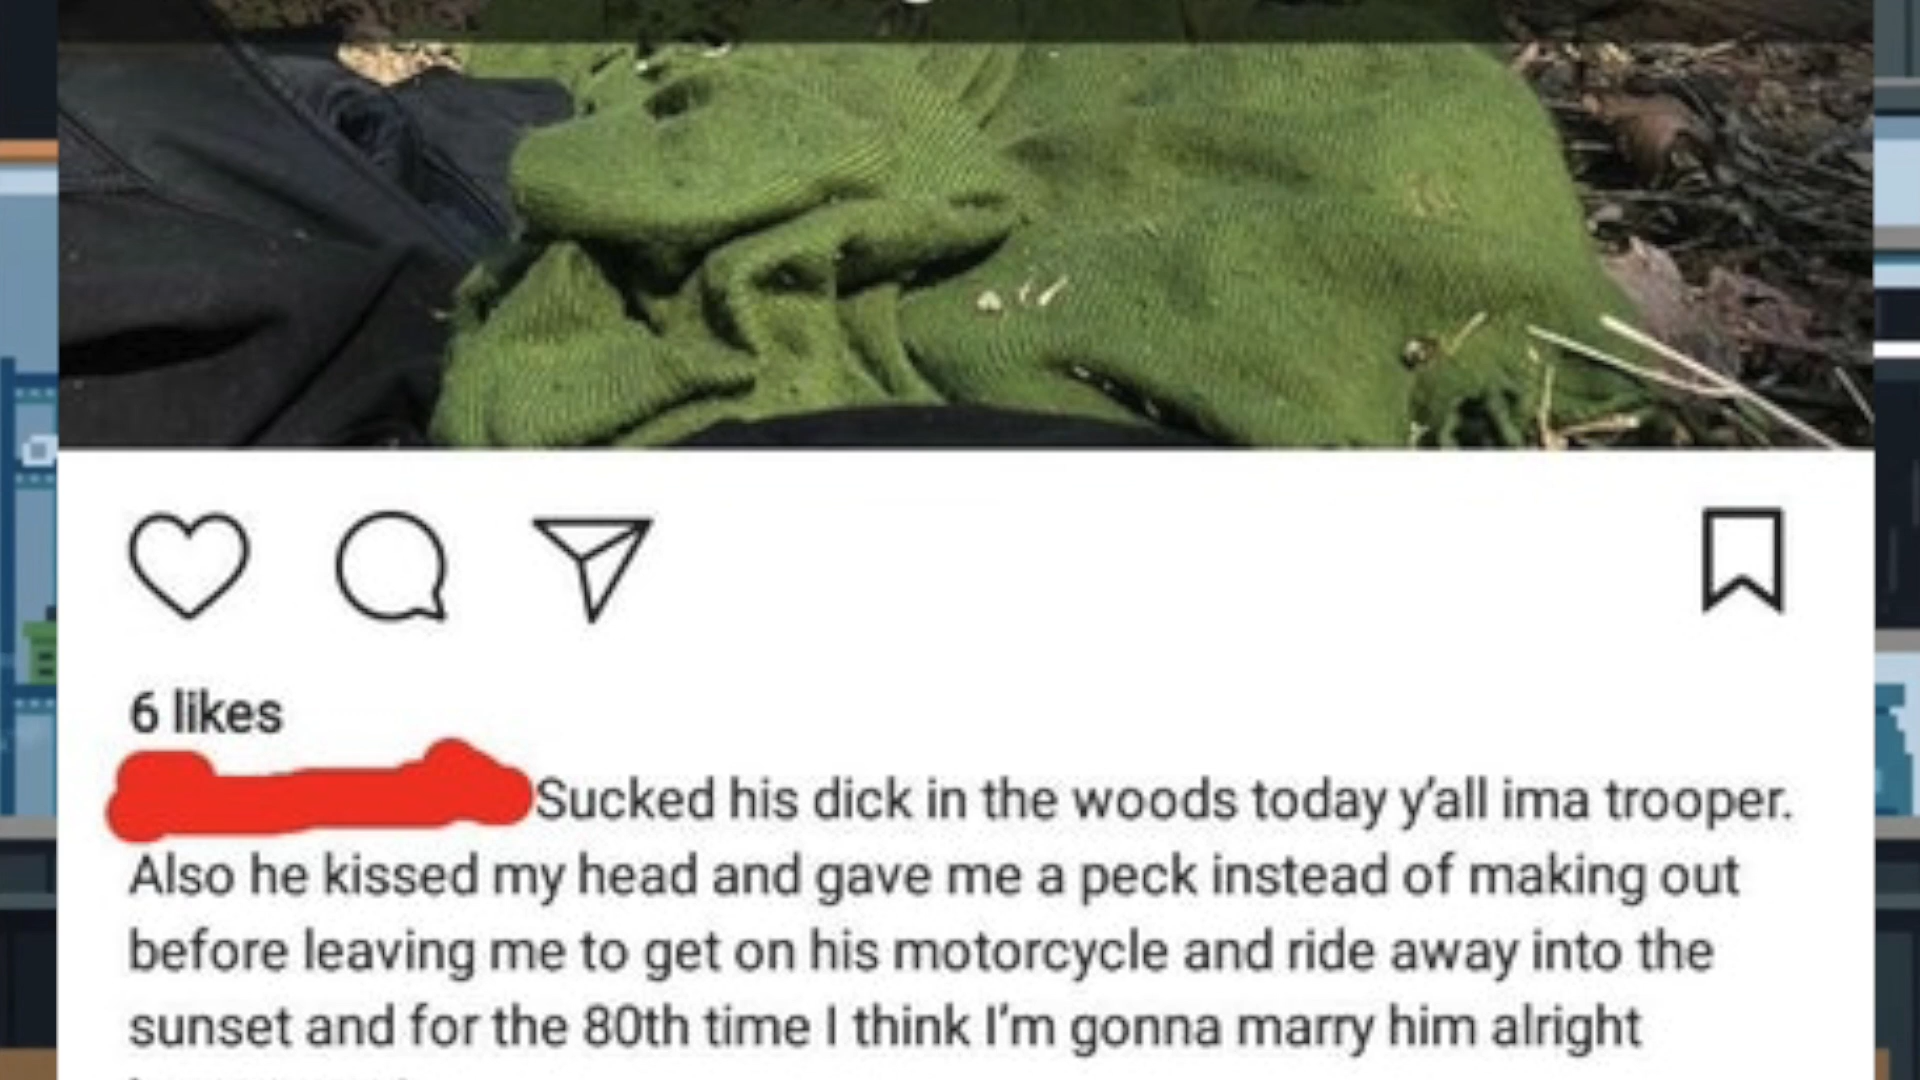 6 likes
Sucked his dick in the woods today y'all ima trooper.
Also he kissed my head and gave me a peck instead of making out
before leaving me to get on his motorcycle and ride away into the
sunset and for the 80th time I think I'm gonna marry him alright